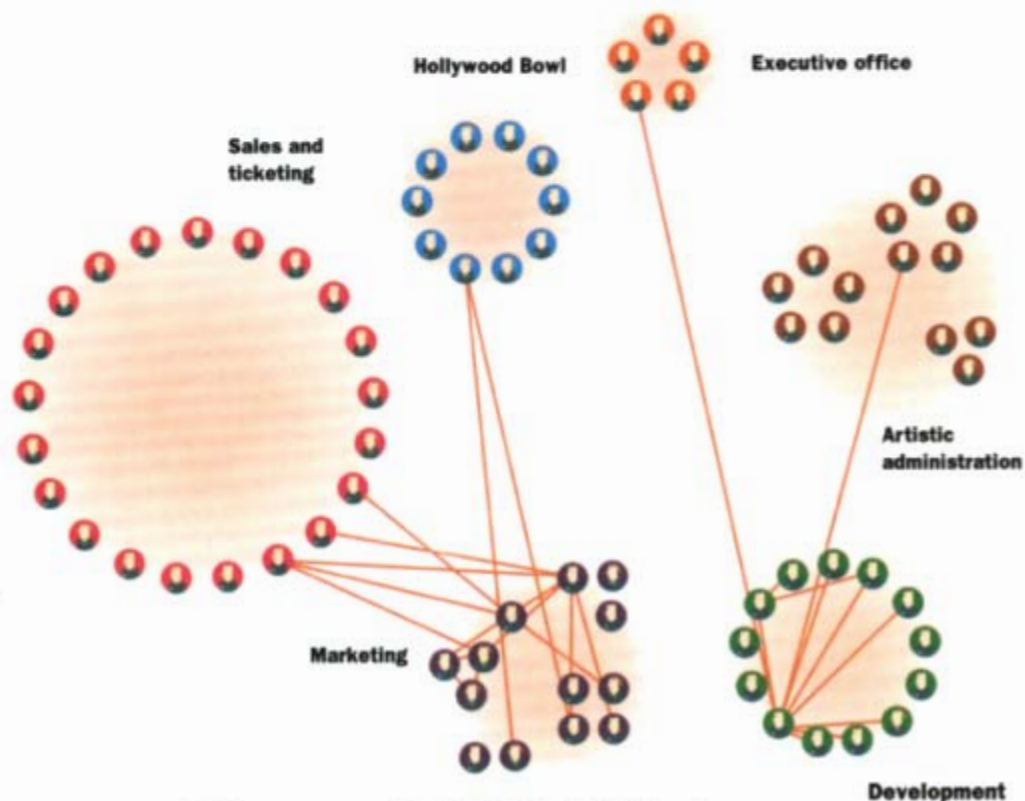 Hollywood Bowl
Executive office
Sales and
ticketing
Artistic
administration
Marketing
Development